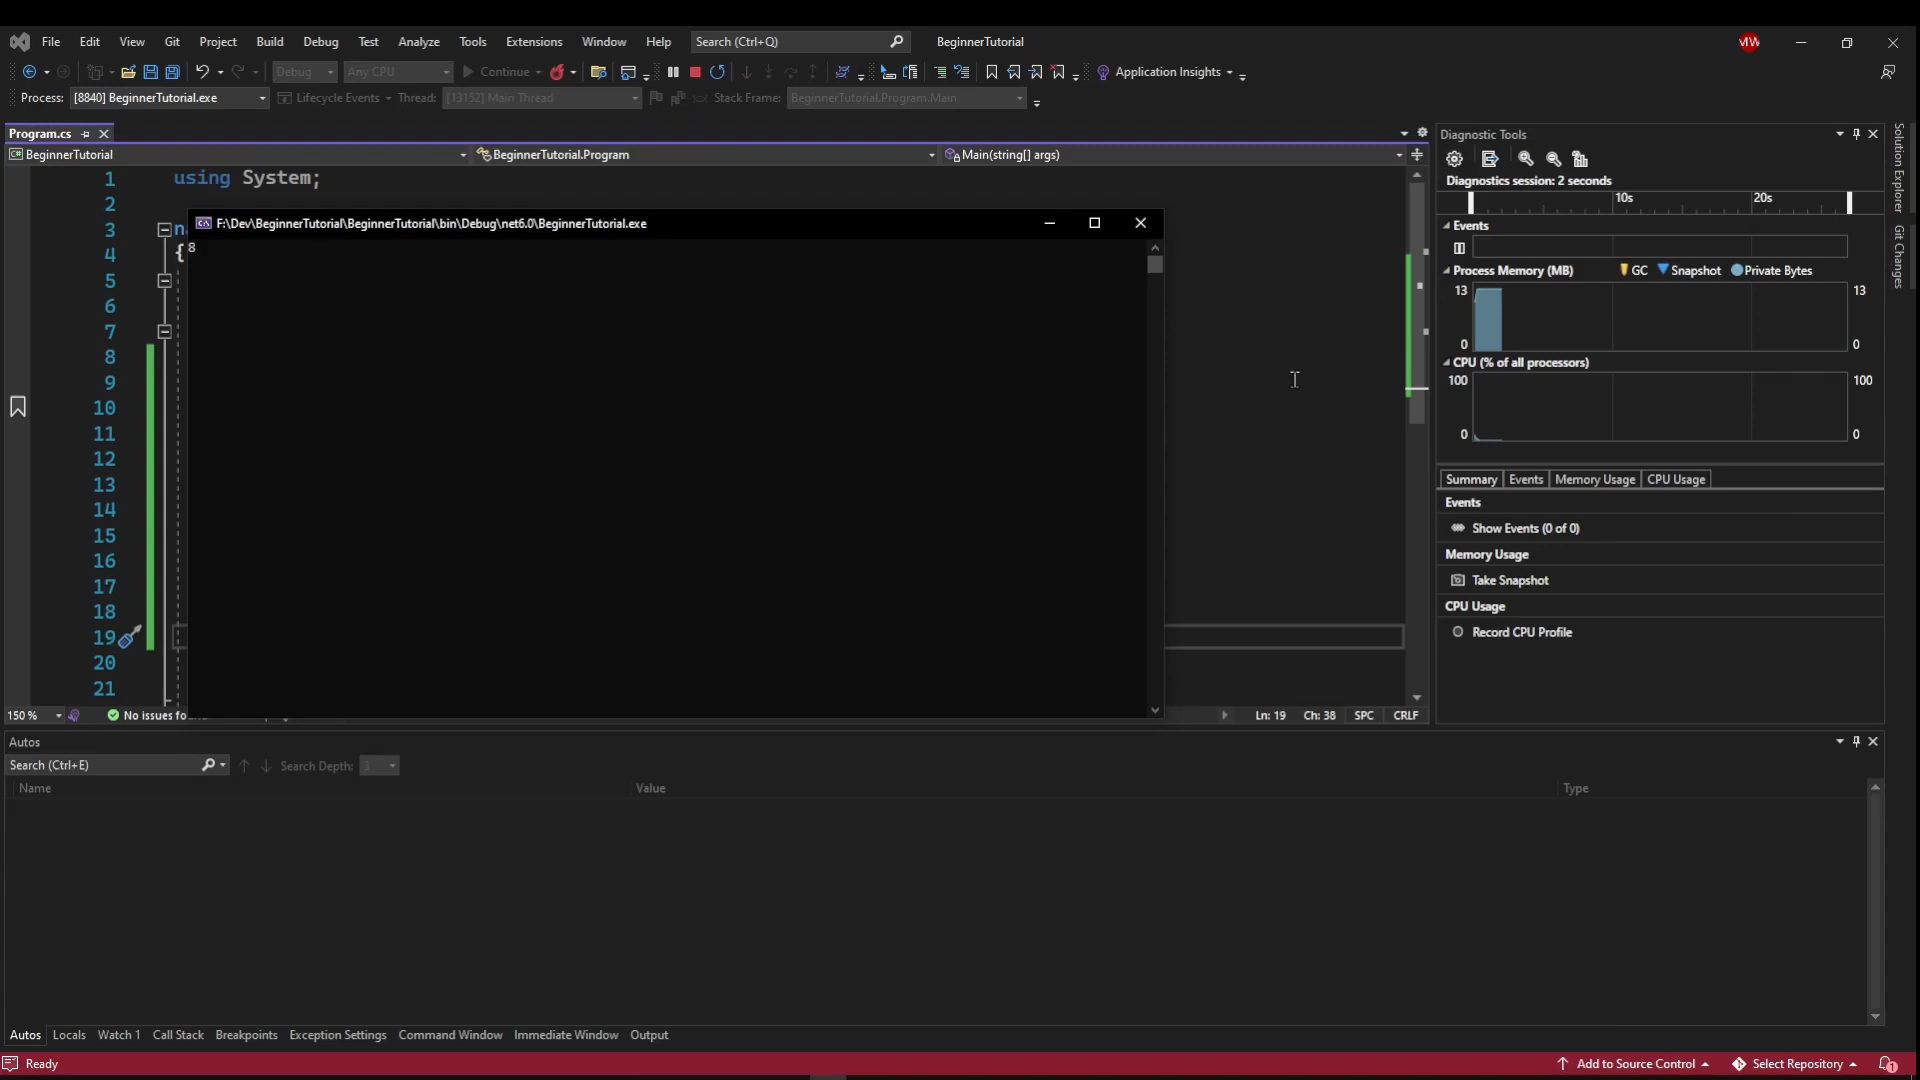 File Edit View Git Project Build Debug Test Analyze Tools Extensions Window Help Search (Ctrl+Q) BeginnerTutorial MW
Debug Any CPU Continue Application Insights
Process: [8840] BeginnerTutorial.exe Lifecycle Events Thread: [13152] Main Thread Stack Frame: BeginnerTutorial.Program.Main
Program.cs
BeginnerTutorial BeginnerTutorial.Program Main(string[] args)
1 using System;
2
3 n
4 {
5
6
7
8
9
10
11
12
13
14
15
16
17
18
19
20
21
F:\Dev\BeginnerTutorial\BeginnerTutorial\bin\Debug\net6.0\BeginnerTutorial.exe
8
150 % No issues fo Ln: 19 Ch: 38 SPC CRLF
Diagnostic Tools
Diagnostics session: 2 seconds
10s 20s
Events
Process Memory (MB) GC Snapshot Private Bytes
13 13
0 0
CPU (% of all processors)
100 100
0 0
Summary Events Memory Usage CPU Usage
Events
Show Events (0 of 0)
Memory Usage
Take Snapshot
CPU Usage
Record CPU Profile
Solution Explorer
Git Changes
Autos
Search (Ctrl+E) Search Depth: 3
Name Value Type
Autos Locals Watch 1 Call Stack Breakpoints Exception Settings Command Window Immediate Window Output
Ready Add to Source Control Select Repository 1